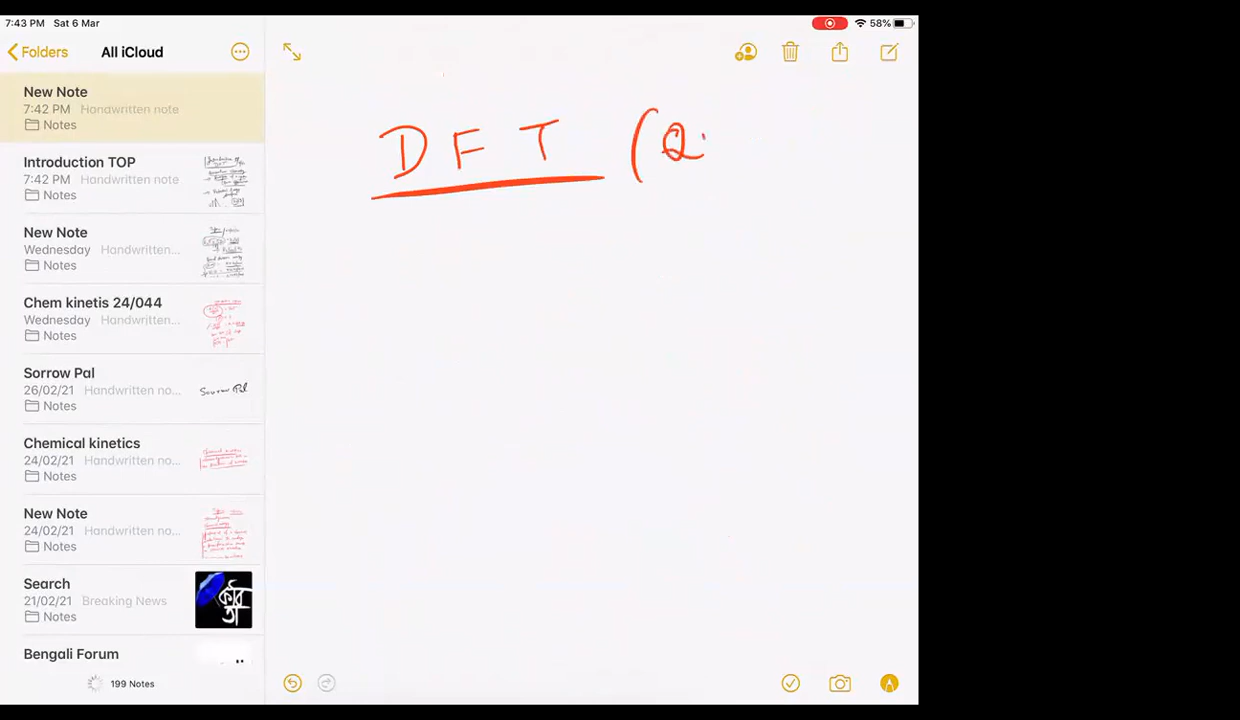 7:43 PM Sat 6 Mar
58%
Folders
All iCloud
New Note
7:42 PM Handwritten note
Notes
Introduction TOP
7:42 PM Handwritten no...
Notes
New Note
Wednesday Handwritten...
Notes
Chem kinetis 24/044
Wednesday Handwritten...
Notes
Sorrow Pal
26/02/21 Handwritten no...
Notes
Sorrow Pal
Chemical kinetics
24/02/21 Handwritten no...
Notes
New Note
24/02/21 Handwritten no...
Notes
Search
21/02/21 Breaking News
Notes
Bengali Forum
199 Notes
D F T (Q